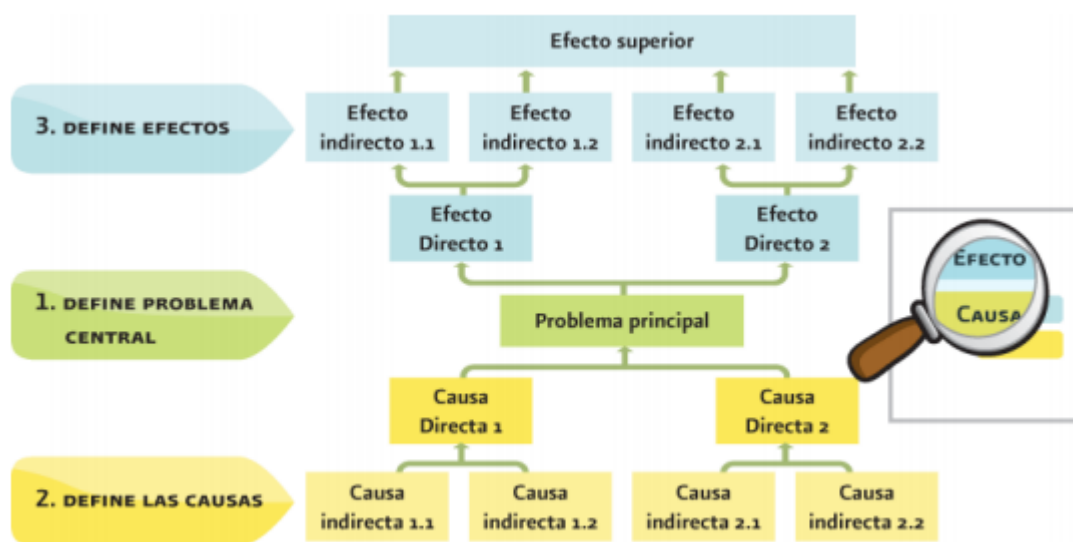 Efecto superior
3. DEFINE EFECTOS
Efecto
indirecto 1.1
Efecto
indirecto 1.2
Efecto
indirecto 2.1
Efecto
indirecto 2.2
Efecto
Directo 1
Efecto
Directo 2
1. DEFINE PROBLEMA
CENTRAL
Problema principal
EFECTO
CAUSA
Causa
Directa 1
Causa
Directa 2
2. DEFINE LAS CAUSAS
Causa
indirecta 1.1
Causa
indirecta 1.2
Causa
indirecta 2.1
Causa
indirecta 2.2